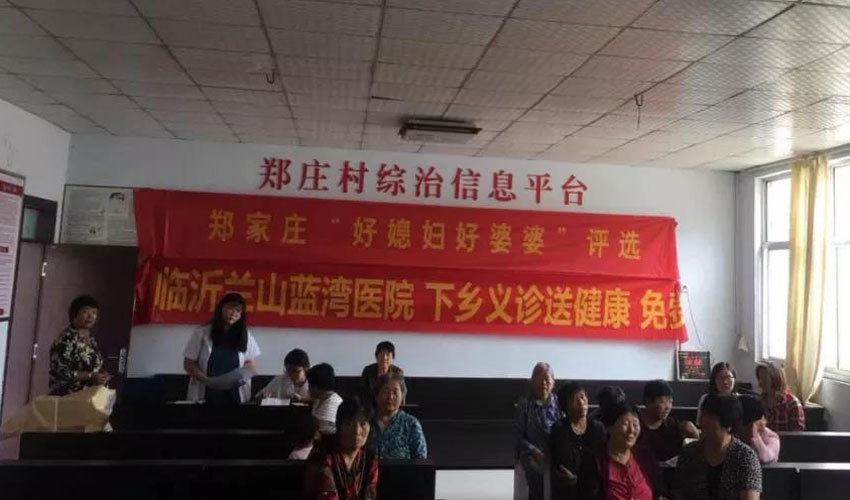 郑庄村综治信息平台
郑家庄“好媳妇好婆婆”评选
临沂兰山蓝湾医院 下乡义诊送健康 免费